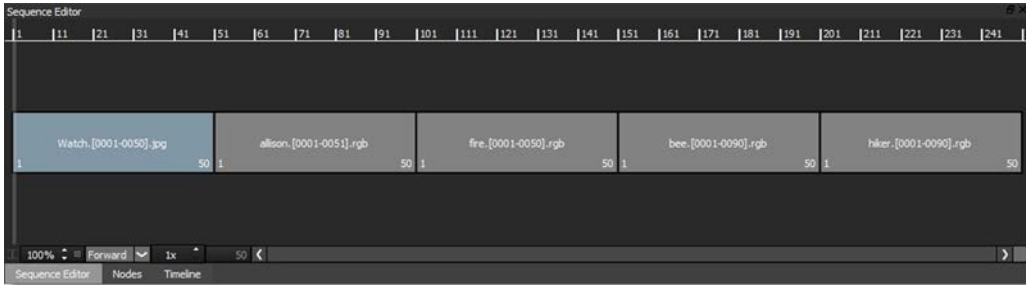 Sequence Editor
1 11 21 31 41 51 61 71 81 91 101 111 121 131 141 151 161 171 181 191 201 211 221 231 241
Watch.[0001-0050].jpg allison.[0001-0051].rgb fire.[0001-0050].rgb bee.[0001-0090].rgb hiker.[0001-0090].rgb
1 50 1 50 1 50 1 50 1 50
100% Forward 1x 50
Sequence Editor Nodes Timeline